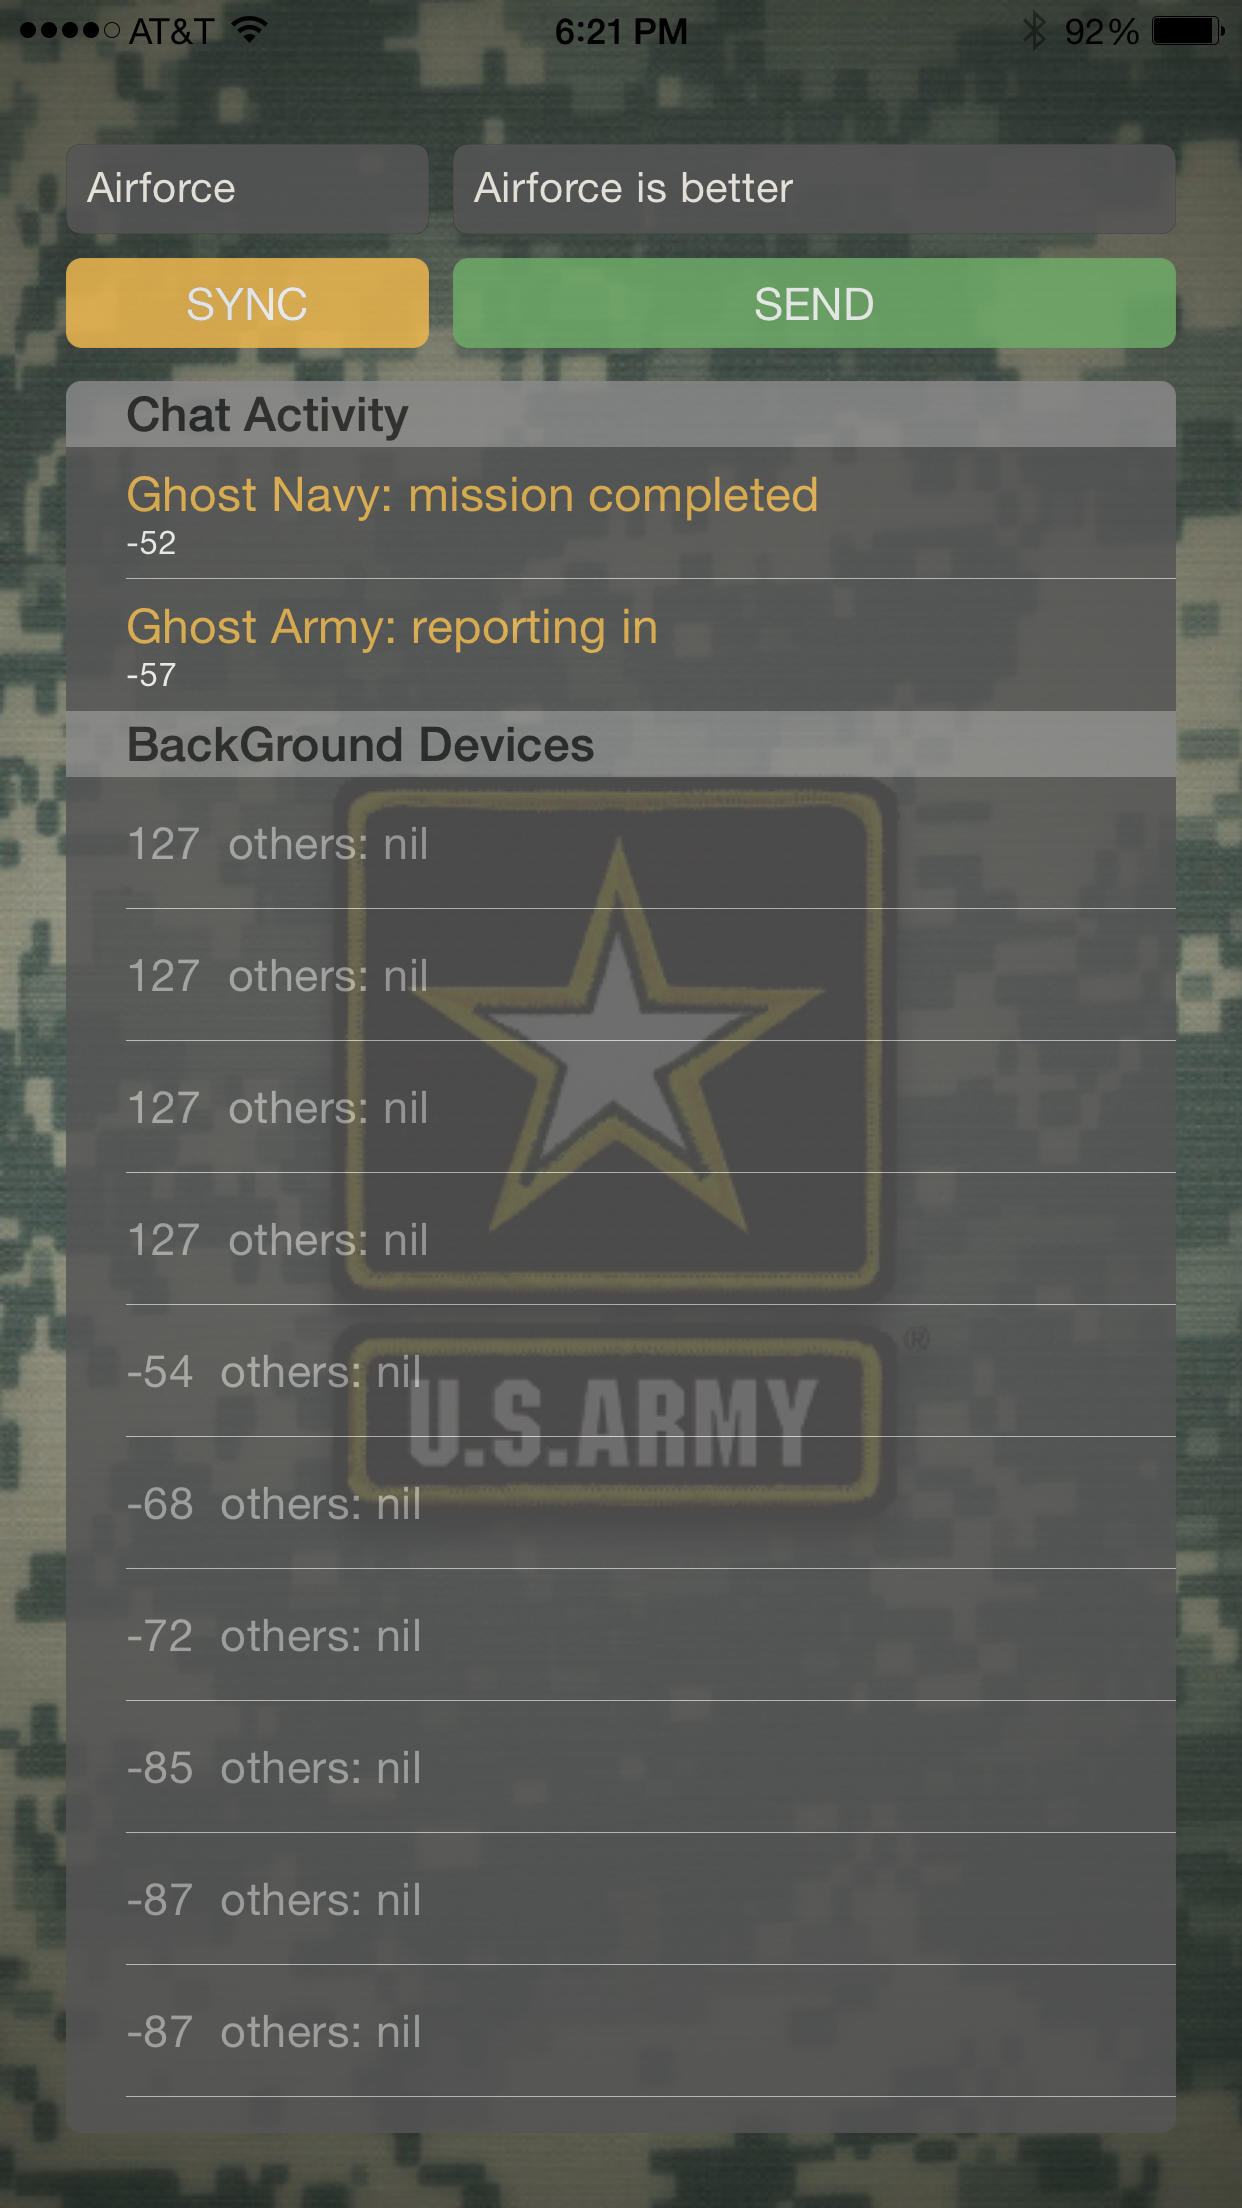 AT&T 6:21 PM 92%
Airforce Airforce is better
SYNC SEND
Chat Activity
Ghost Navy: mission completed
-52
Ghost Army: reporting in
-57
BackGround Devices
127 others: nil
127 others: nil
127 others: nil
127 others: nil
®
-54 others: nil
U.S.ARMY
-68 others: nil
-72 others: nil
-85 others: nil
-87 others: nil
-87 others: nil